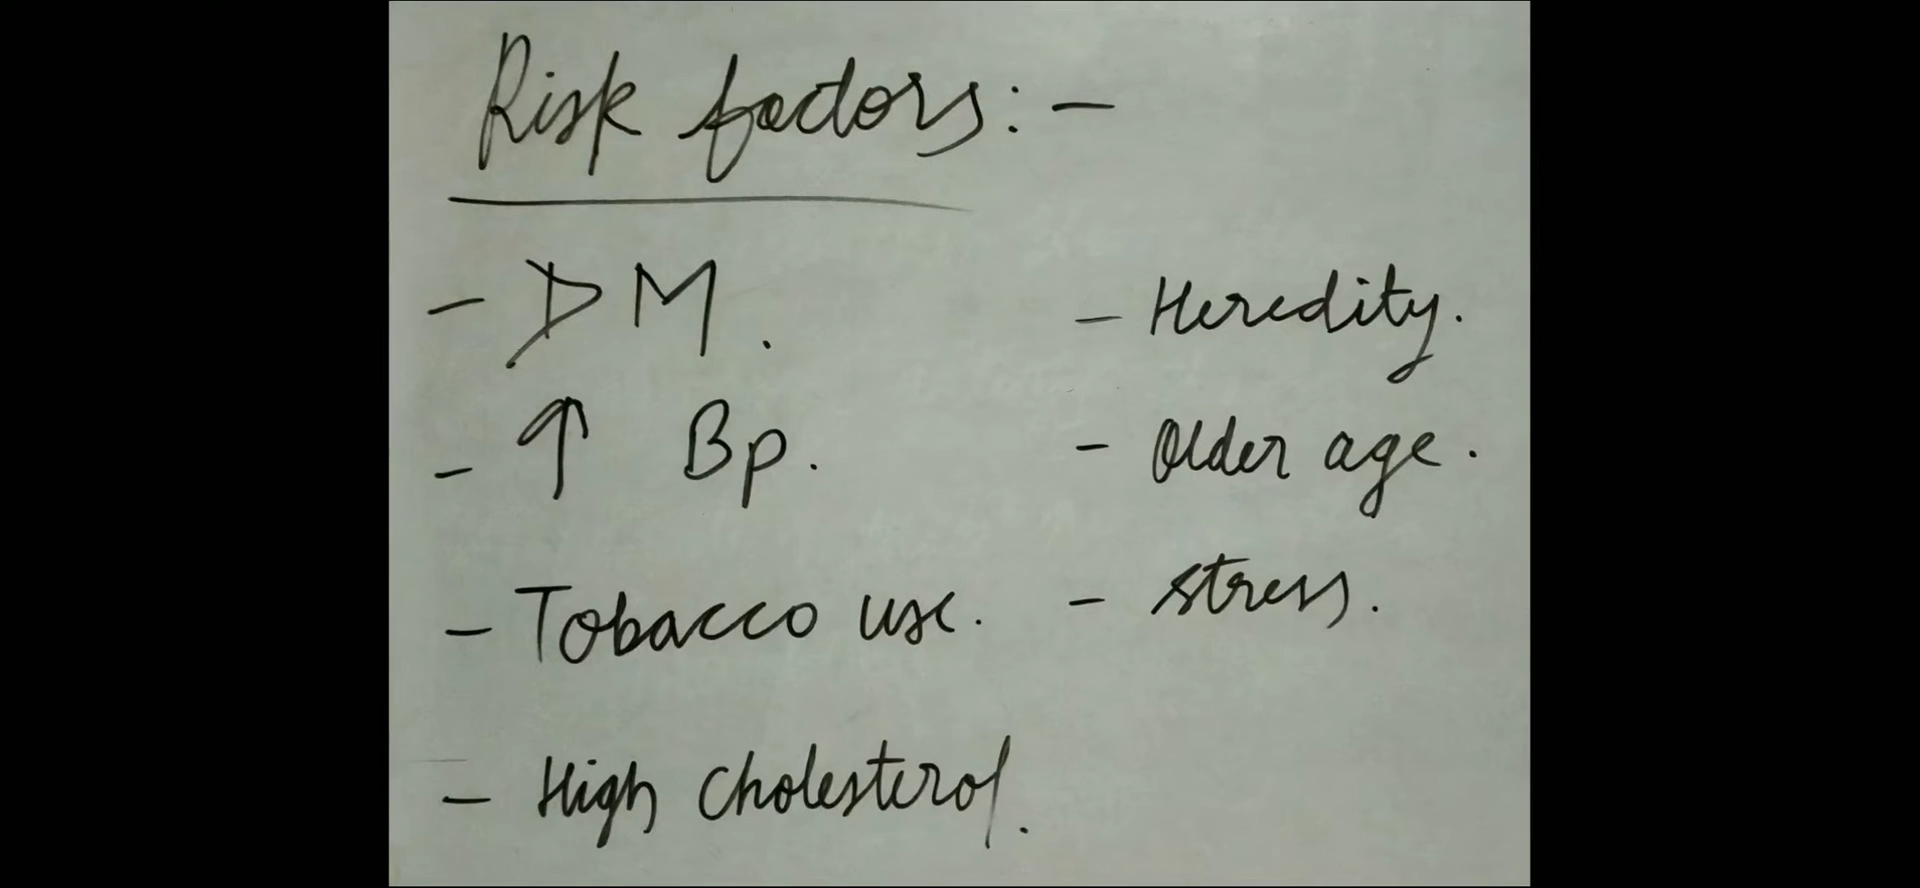 Risk factors:-
- DM.
- ↑ Bp.
- Tobacco use.
- High cholesterol.
- Heredity.
- Older age.
- stress.